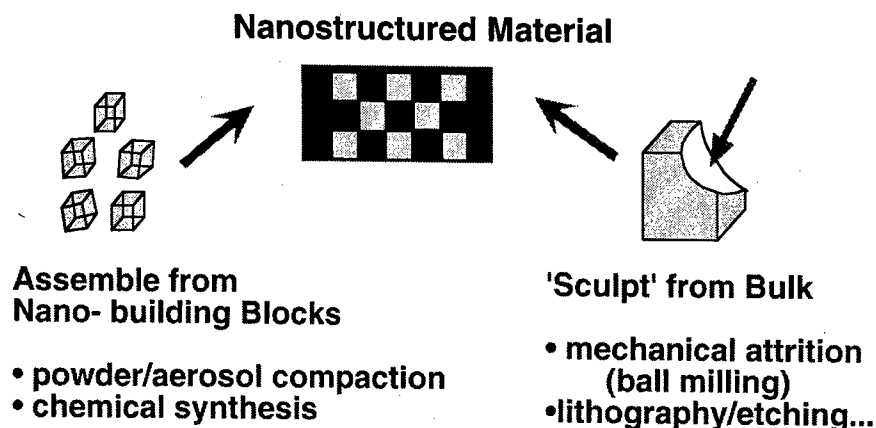 Nanostructured Material
Assemble from
Nano- building Blocks
• powder/aerosol compaction
• chemical synthesis
'Sculpt' from Bulk
• mechanical attrition
(ball milling)
•lithography/etching...